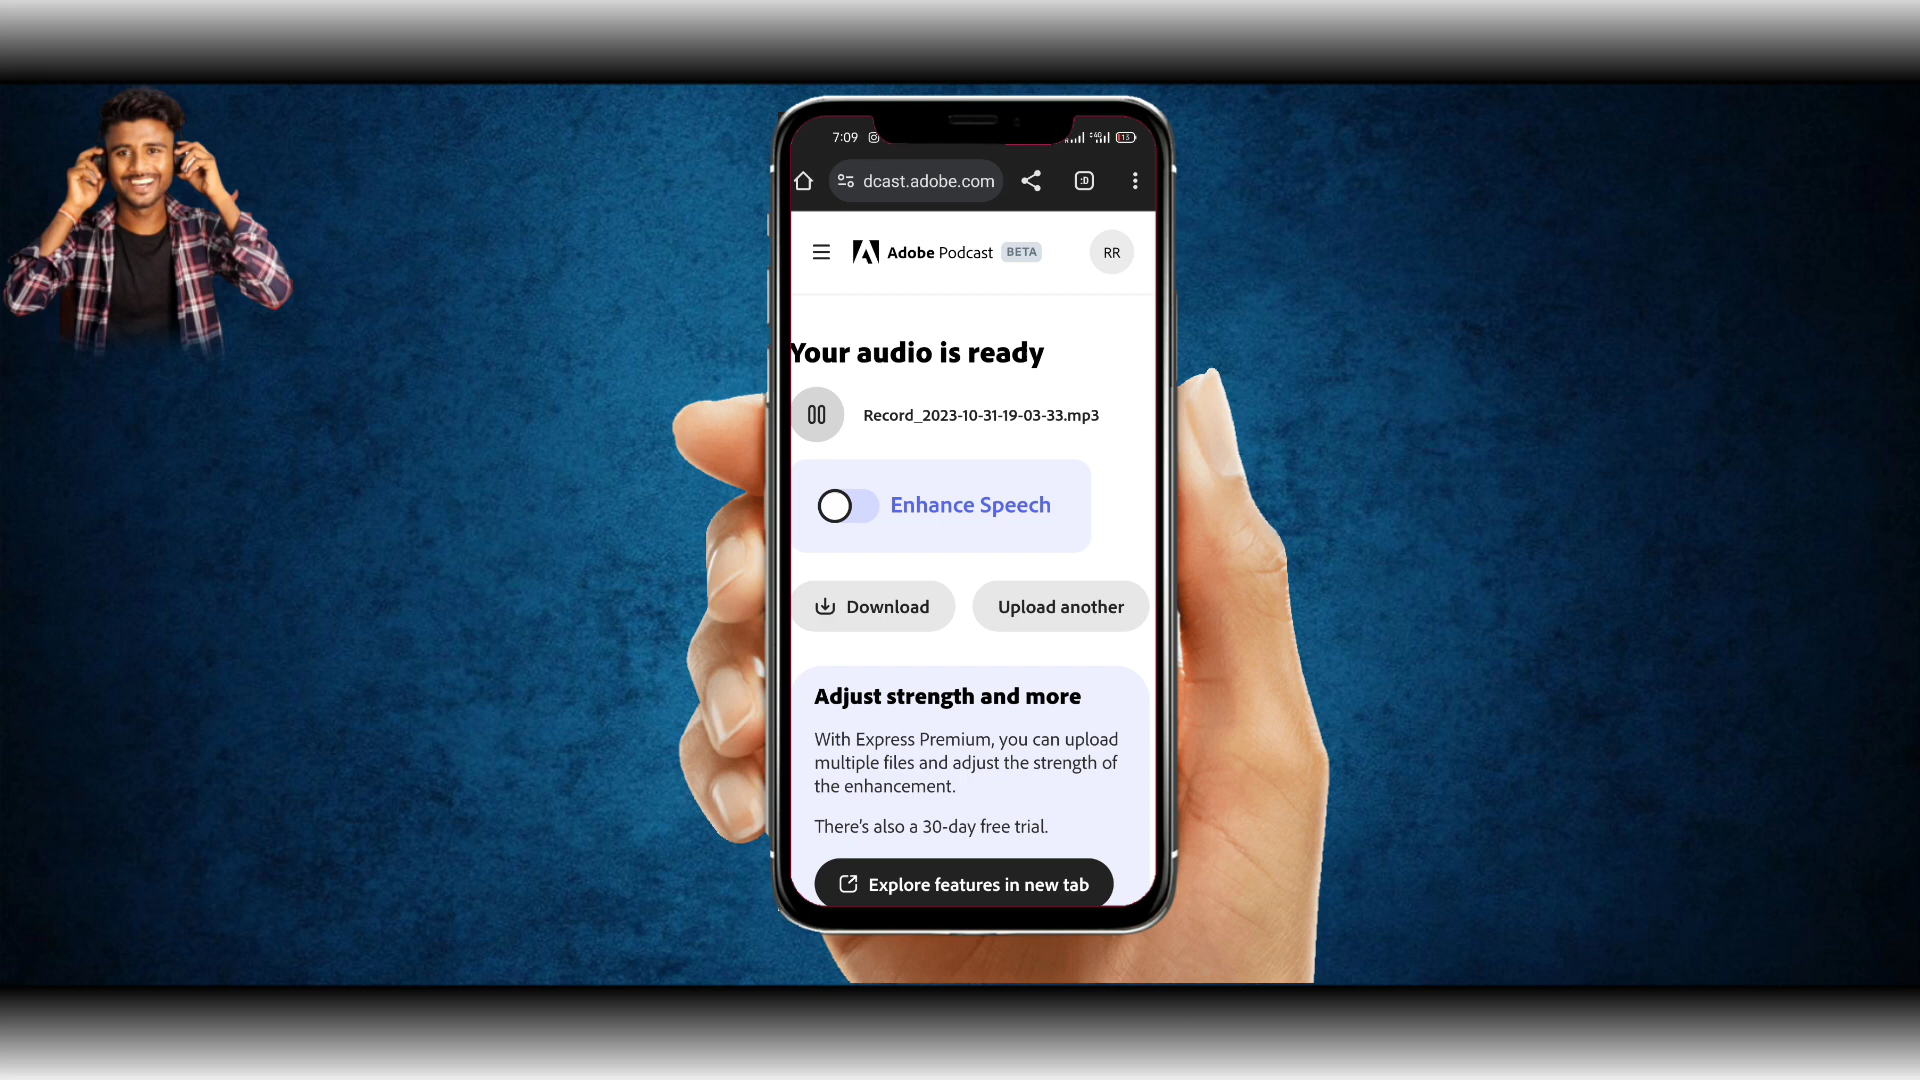 7:09
13
dcast.adobe.com
:D
Adobe Podcast BETA
RR
Your audio is ready
Record_2023-10-31-19-03-33.mp3
Enhance Speech
Download
Upload another
Adjust strength and more
With Express Premium, you can upload
multiple files and adjust the strength of
the enhancement.
There's also a 30-day free trial.
Explore features in new tab